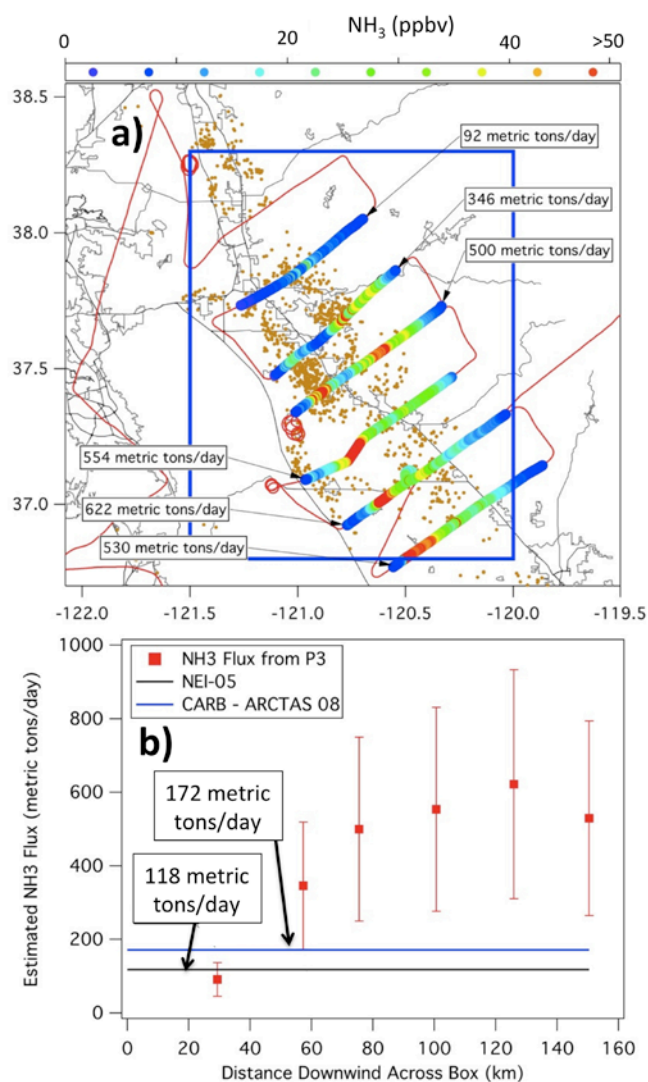 NH3 (ppbv)
0 20 40 >50
38.5
38.0
37.5
37.0
a)
92 metric tons/day
346 metric tons/day
500 metric tons/day
554 metric tons/day
622 metric tons/day
530 metric tons/day
-122.0 -121.5 -121.0 -120.5 -120.0 -119.5
1000
800
600
400
200
0
Estimated NH3 Flux (metric tons/day)
NH3 Flux from P3
NEI-05
CARB - ARCTAS 08
b)
172 metric
tons/day
118 metric
tons/day
0 20 40 60 80 100 120 140 160
Distance Downwind Across Box (km)